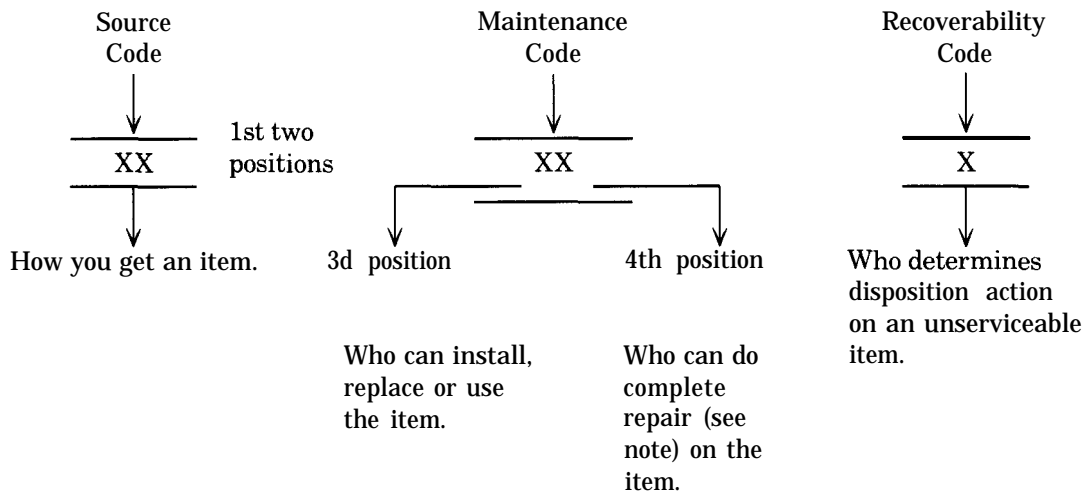 Source
Code
Maintenance
Code
Recoverability
Code
XX
1st two
positions
XX
X
How you get an item.
3d position
4th position
Who determines
disposition action
on an unserviceable
item.
Who can install,
replace or use
the item.
Who can do
complete
repair (see
note) on the
item.